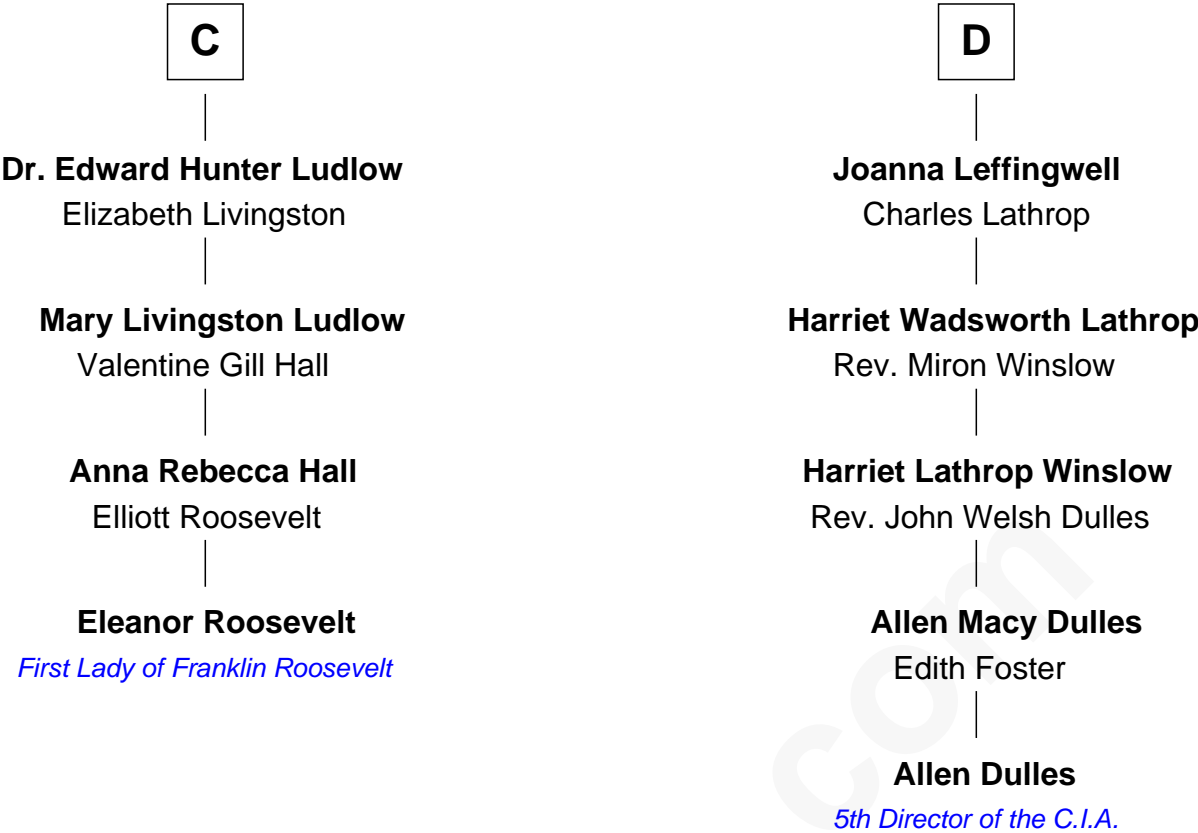 C
Dr. Edward Hunter Ludlow
Elizabeth Livingston
Mary Livingston Ludlow
Valentine Gill Hall
Anna Rebecca Hall
Elliott Roosevelt
Eleanor Roosevelt
First Lady of Franklin Roosevelt
D
Joanna Leffingwell
Charles Lathrop
Harriet Wadsworth Lathrop
Rev. Miron Winslow
Harriet Lathrop Winslow
Rev. John Welsh Dulles
Allen Macy Dulles
Edith Foster
Allen Dulles
5th Director of the C.I.A.
com